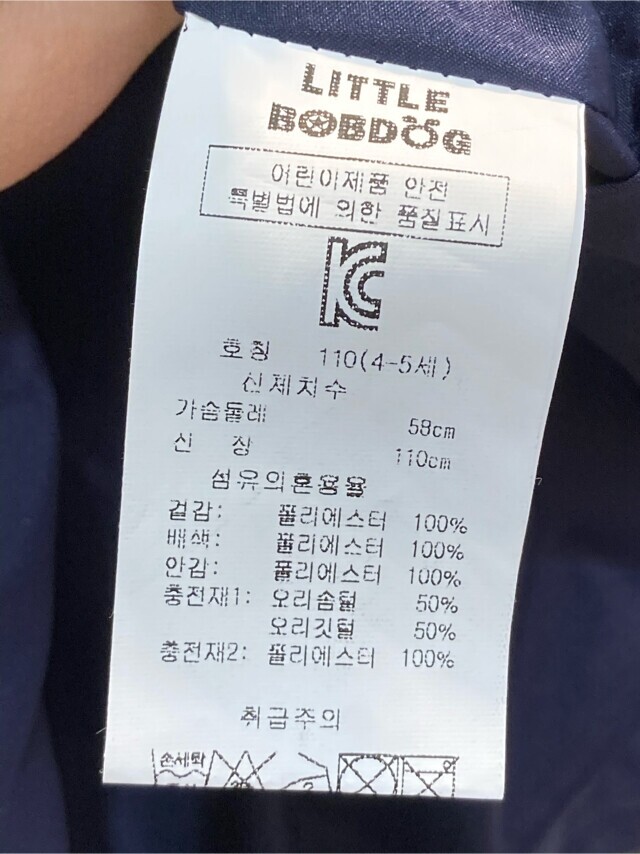 LITTLE
BOBDOG
어린이제품 안전
특별법에 의한 품질표시
KC
호칭 110(4-5세)
신체치수
가슴둘레 58cm
신 장 110cm
섬유의혼용율
겉감: 폴리에스터 100%
배색: 폴리에스터 100%
안감: 폴리에스터 100%
충전재1: 오리솜털 50%
오리깃털 50%
충전재2: 폴리에스터 100%
취급주의
손세탁